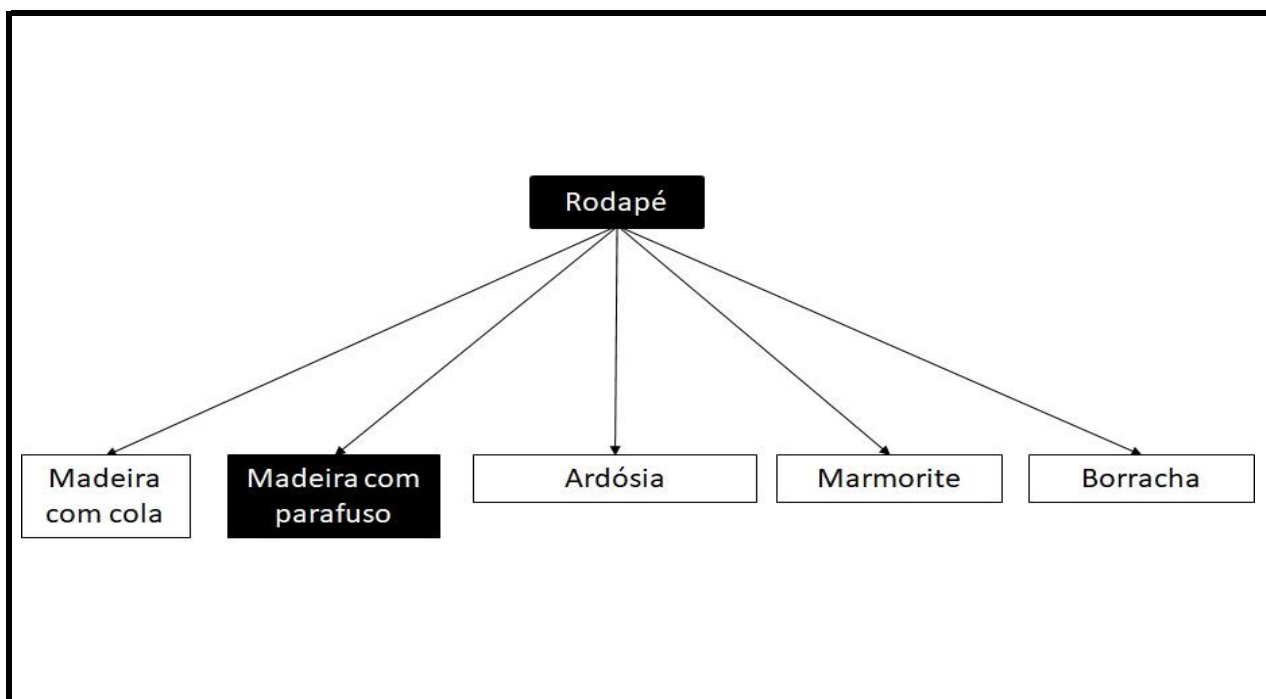 Rodapé
Madeira
com cola
Madeira com
parafuso
Ardósia
Marmorite
Borracha